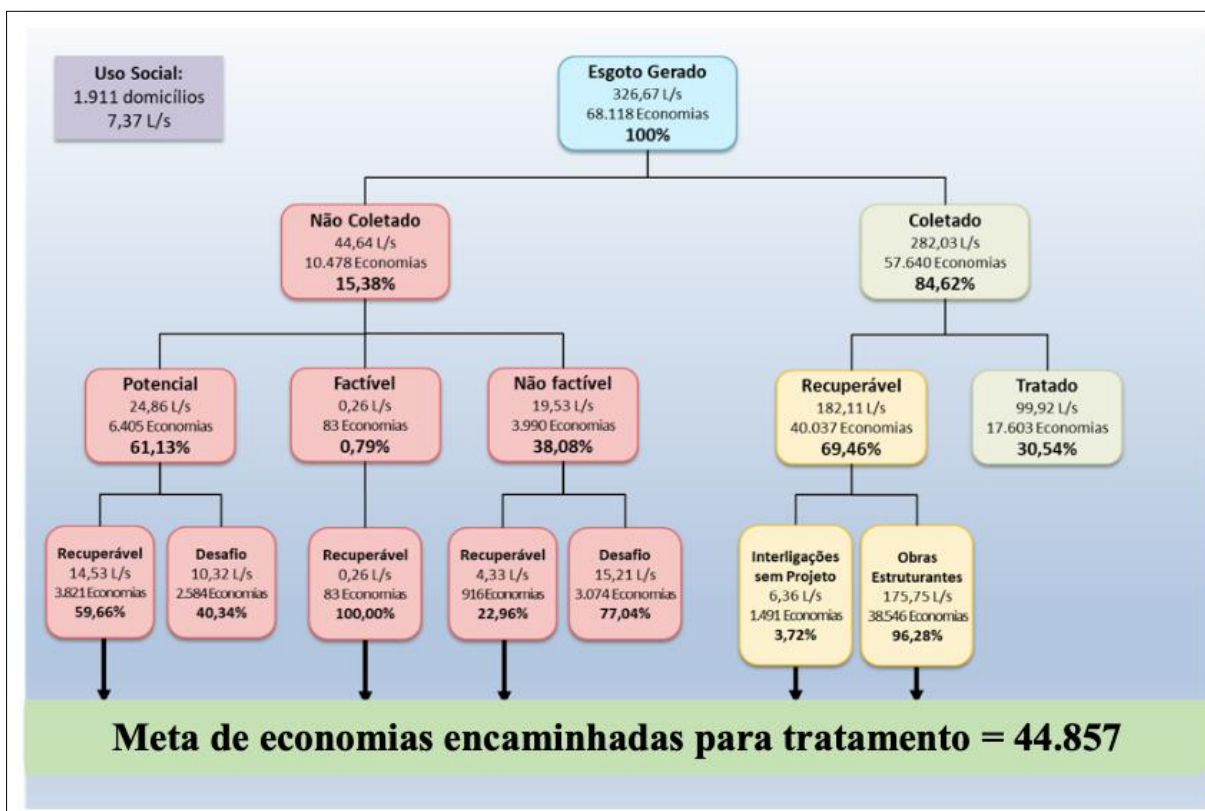 Uso Social:
1.911 domicílios
7,37 L/s
Esgoto Gerado
326,67 L/s
68.118 Economias
100%
Não Coletado
44,64 L/s
10.478 Economias
15,38%
Coletado
282,03 L/s
57.640 Economias
84,62%
Potencial
24,86 L/s
6.405 Economias
61,13%
Factível
0,26 L/s
83 Economias
0,79%
Não factível
19,53 L/s
3.990 Economias
38,08%
Recuperável
182,11 L/s
40.037 Economias
69,46%
Tratado
99,92 L/s
17.603 Economias
30,54%
Recuperável
14,53 L/s
3.821 Economias
59,66%
Desafio
10,32 L/s
2.584 Economias
40,34%
Recuperável
0,26 L/s
83 Economias
100,00%
Recuperável
4,33 L/s
916 Economias
22,96%
Desafio
15,21 L/s
3.074 Economias
77,04%
Interligações
sem Projeto
6,36 L/s
1.491 Economias
3,72%
Obras
Estruturantes
175,75 L/s
38.546 Economias
96,28%
Meta de economias encaminhadas para tratamento = 44.857